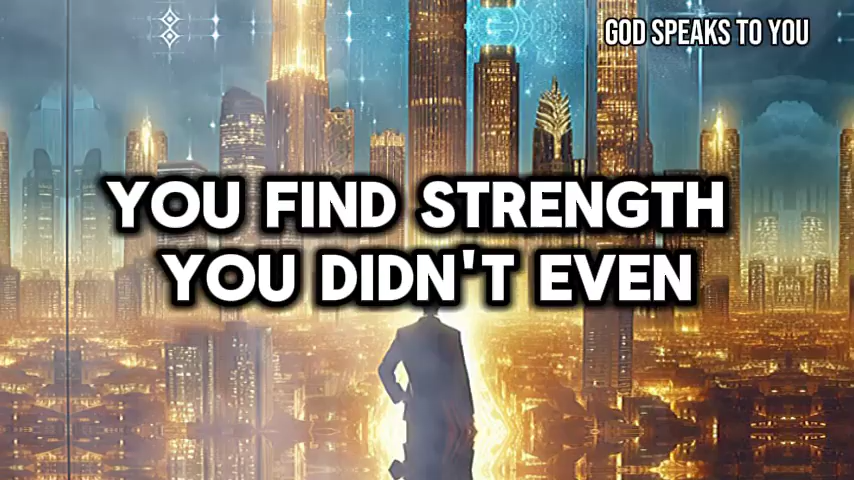 GOD SPEAKS TO YOU
YOU FIND STRENGTH
YOU DIDN'T EVEN